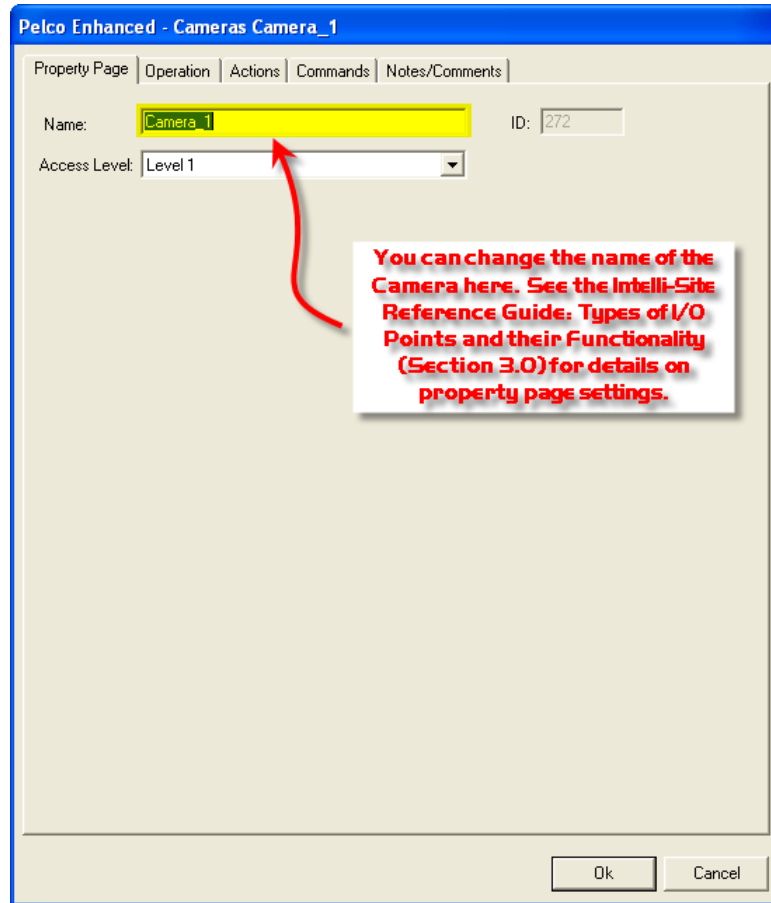 Pelco Enhanced - Cameras Camera_1
Property Page Operation Actions Commands Notes/Comments
Name: Camera_1 ID: 272
Access Level: Level 1
You can change the name of the
Camera here. See the Intelli-Site
Reference Guide: Types of I/O
Points and their Functionality
(Section 3.0) for details on
property page settings.
Ok Cancel